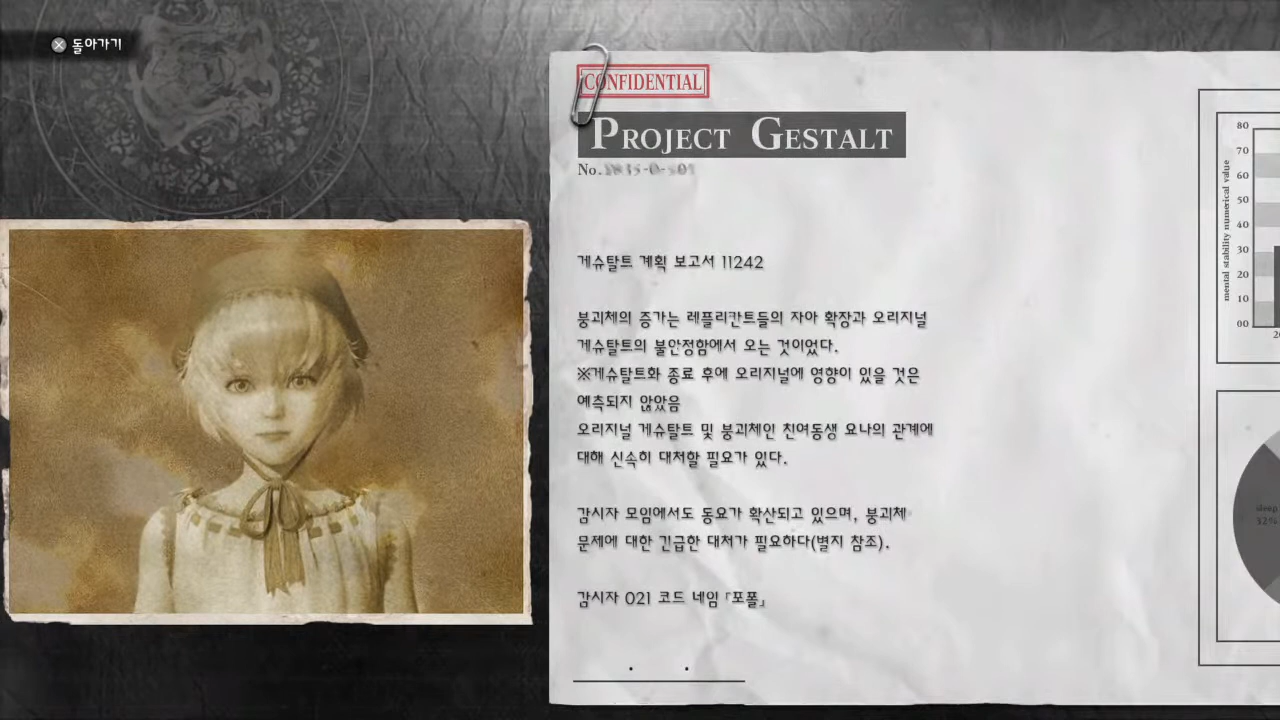 돌아가기
CONFIDENTIAL
PROJECT GESTALT
No.
게슈탈트 계획 보고서 11242
붕괴체의 증가는 레플리칸트들의 자아 확장과 오리지널
게슈탈트의 불안정함에서 오는 것이었다.
※게슈탈트화 종료 후에 오리지널에 영향이 있을 것은
예측되지 않았음
오리지널 게슈탈트 및 붕괴체인 친여동생 요나의 관계에
대해 신속히 대처할 필요가 있다.
감시자 모임에서도 동요가 확산되고 있으며, 붕괴체
문제에 대한 긴급한 대처가 필요하다(별지 참조).
감시자 021 코드 네임 「포폴」
mental stability numerical value
80
70
60
50
40
30
20
10
00
sleep
32%